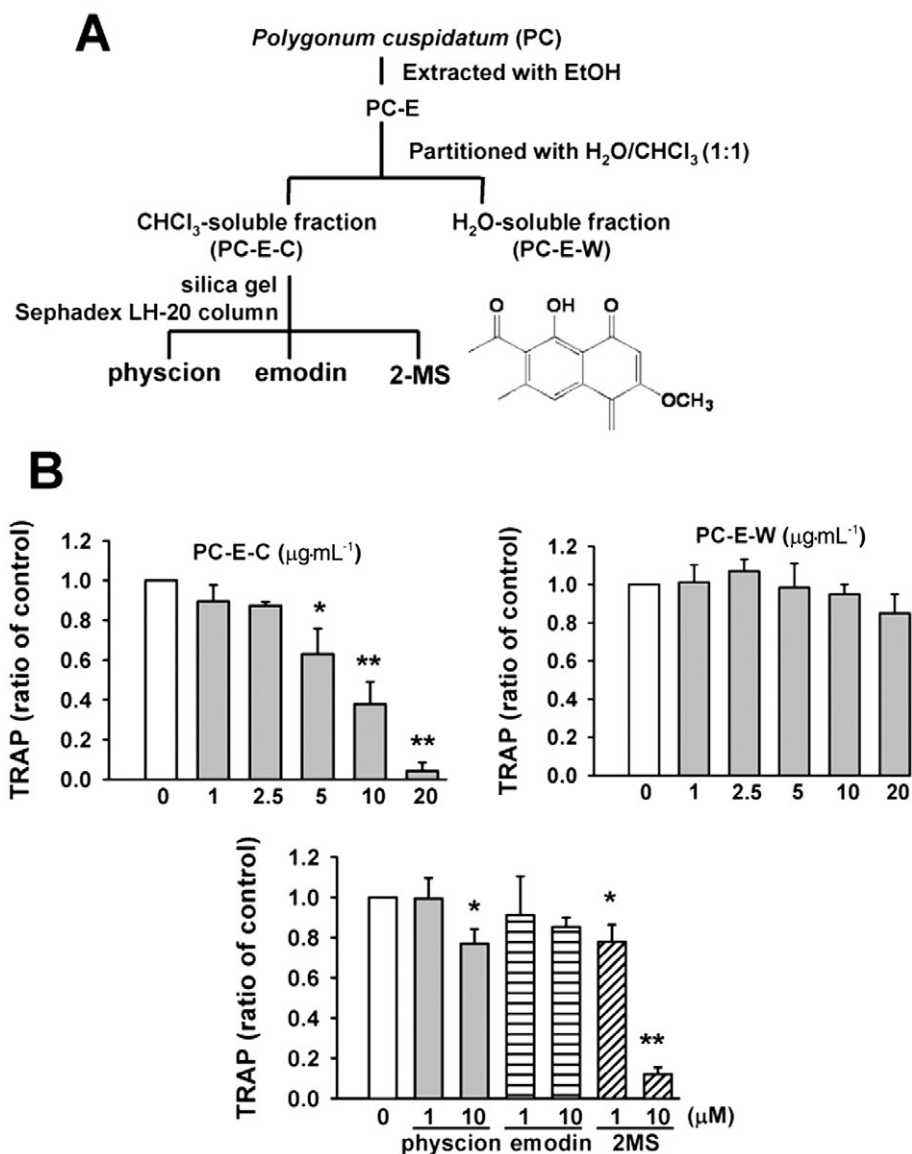 A
Polygonum cuspidatum (PC)
Extracted with EtOH
PC-E
Partitioned with H₂O/CHCl₃ (1:1)
CHCl₃-soluble fraction
(PC-E-C)
H₂O-soluble fraction
(PC-E-W)
silica gel
Sephadex LH-20 column
physcion
emodin
2-MS
O
OH
O
OCH₃
B
TRAP (ratio of control)
PC-E-C (μg·mL⁻¹)
1.2
1.0
0.8
0.6
0.4
0.2
0.0
*
**
**
0 1 2.5 5 10 20
TRAP (ratio of control)
PC-E-W (μg·mL⁻¹)
1.2
1.0
0.8
0.6
0.4
0.2
0.0
0 1 2.5 5 10 20
TRAP (ratio of control)
1.2
1.0
0.8
0.6
0.4
0.2
0.0
*
*
**
0 1 10 1 10 1 10 (μM)
physcion emodin 2MS